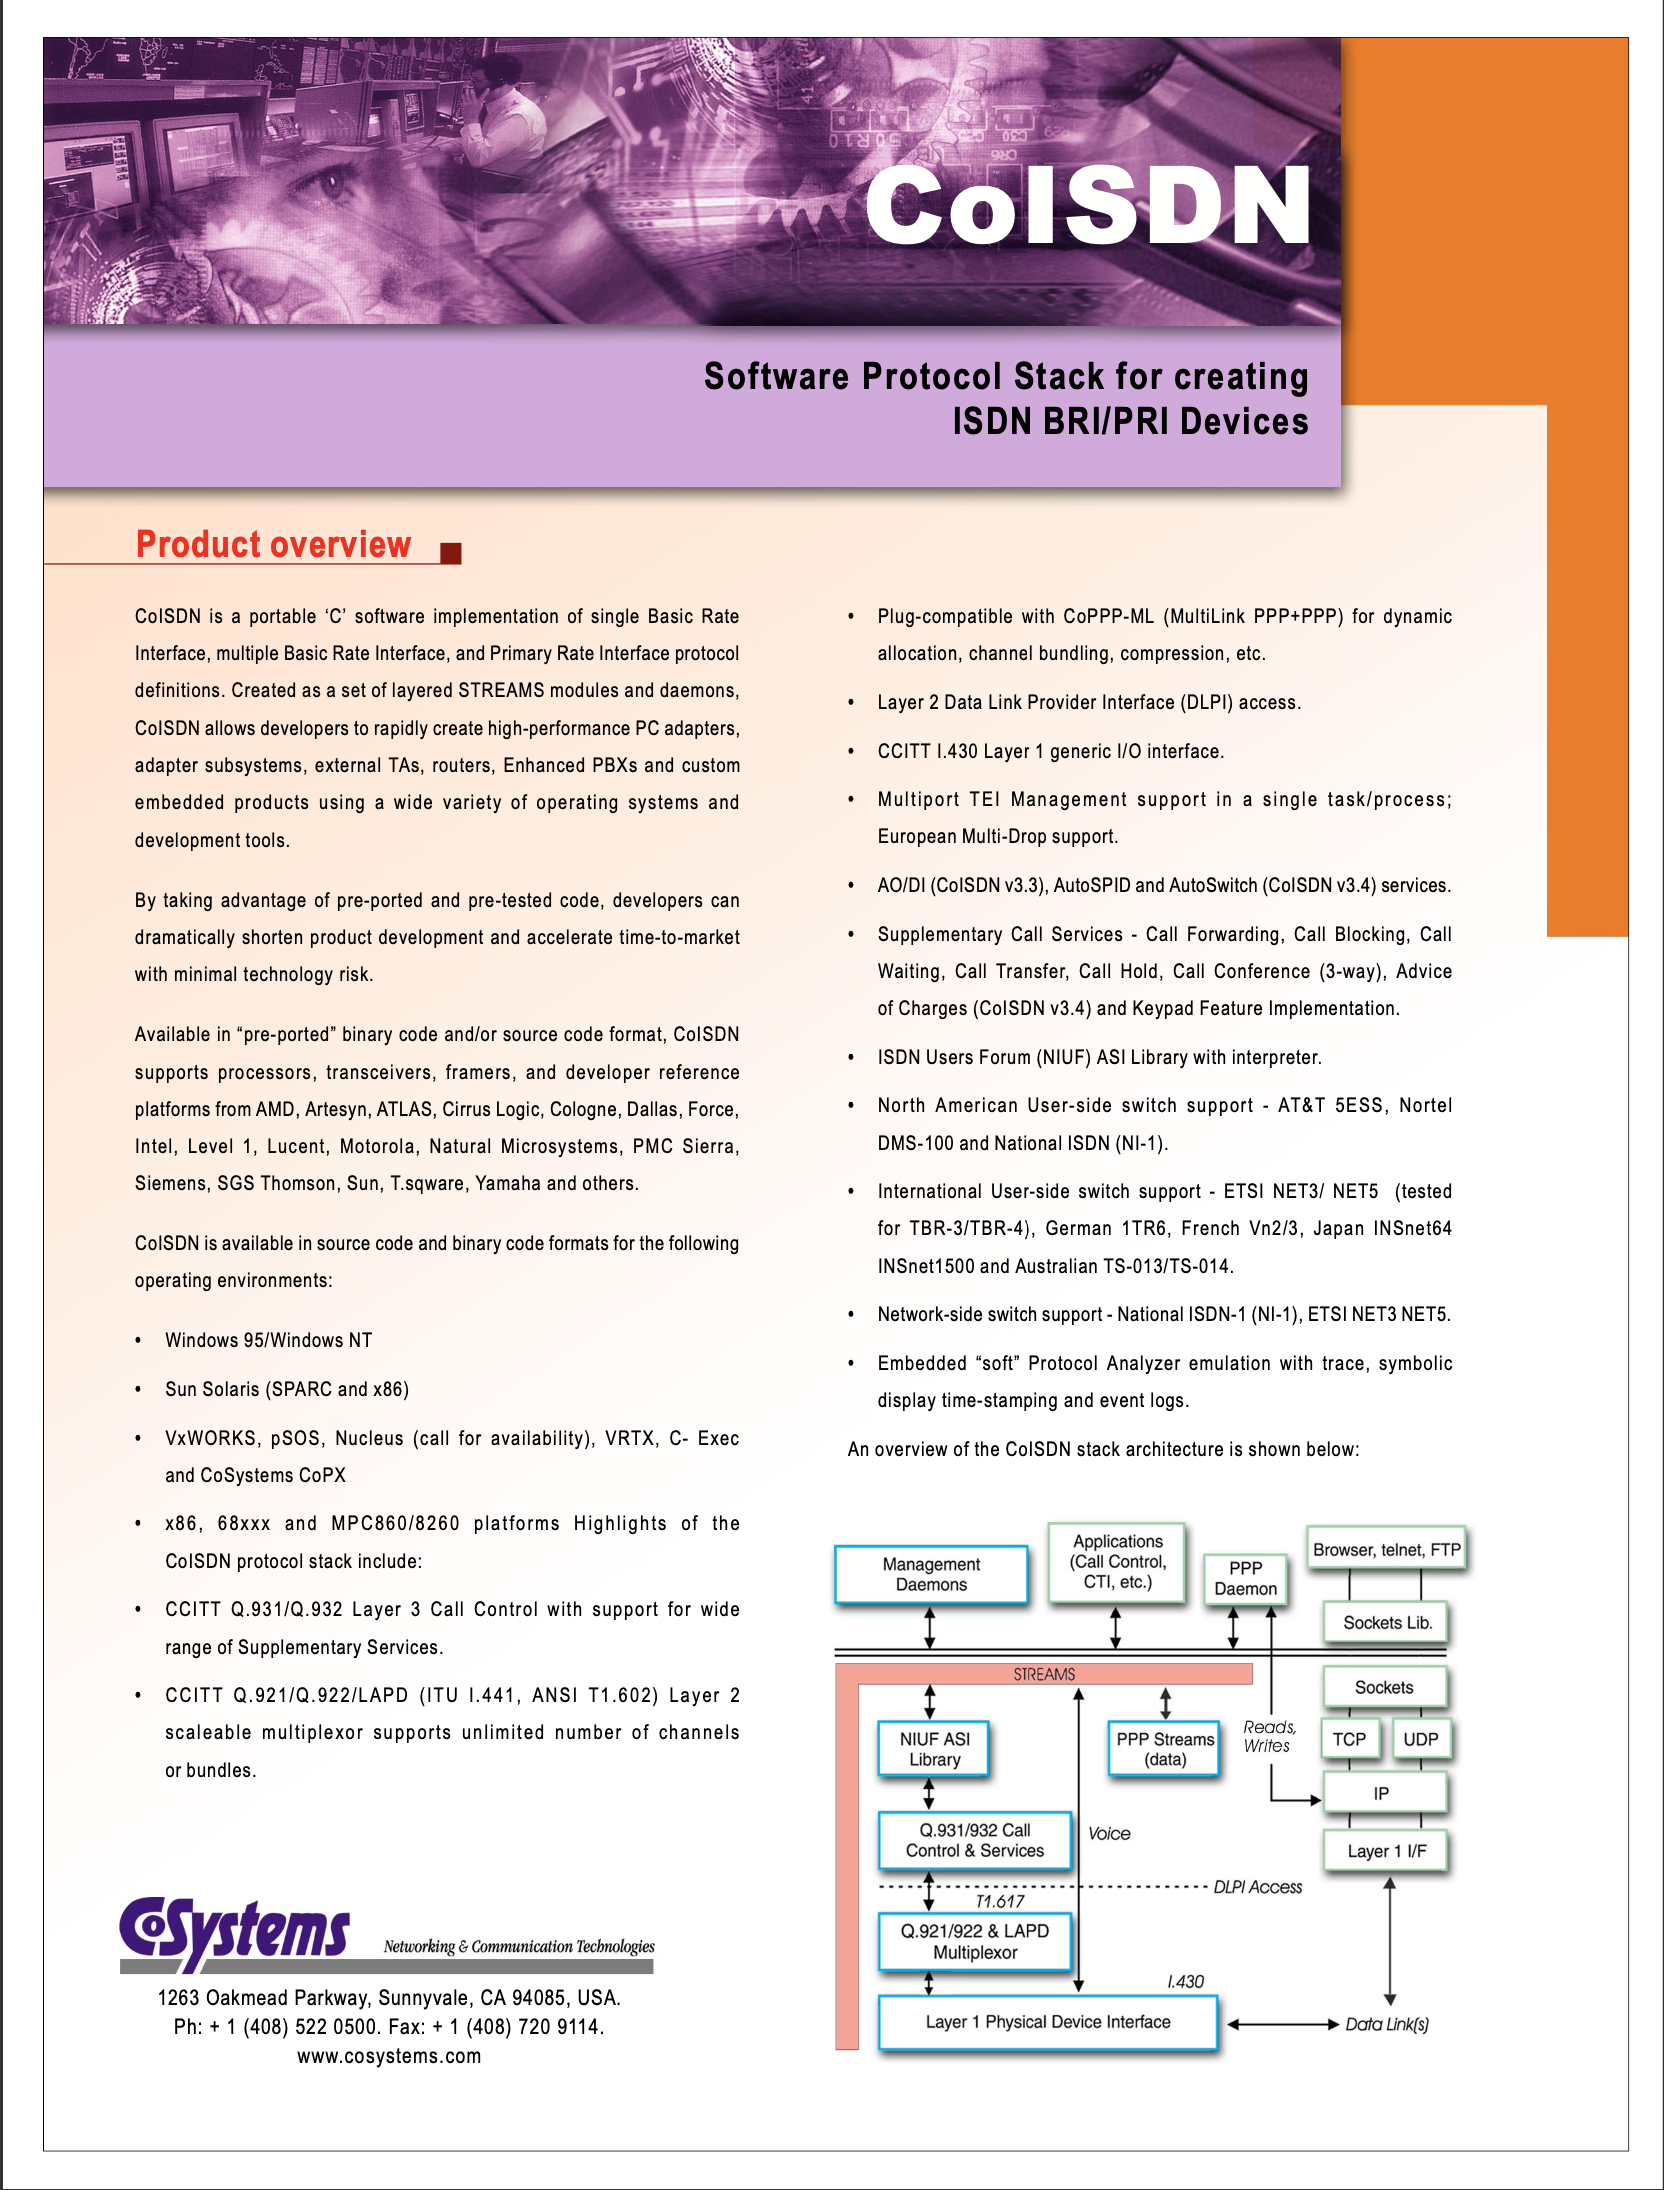 CoISDN
Software Protocol Stack for creating
ISDN BRI/PRI Devices
Product overview
CoISDN is a portable ‘C’ software implementation of single Basic Rate
Interface, multiple Basic Rate Interface, and Primary Rate Interface protocol
definitions. Created as a set of layered STREAMS modules and daemons,
CoISDN allows developers to rapidly create high-performance PC adapters,
adapter subsystems, external TAs, routers, Enhanced PBXs and custom
embedded products using a wide variety of operating systems and
development tools.
By taking advantage of pre-ported and pre-tested code, developers can
dramatically shorten product development and accelerate time-to-market
with minimal technology risk.
Available in “pre-ported” binary code and/or source code format, CoISDN
supports processors, transceivers, framers, and developer reference
platforms from AMD, Artesyn, ATLAS, Cirrus Logic, Cologne, Dallas, Force,
Intel, Level 1, Lucent, Motorola, Natural Microsystems, PMC Sierra,
Siemens, SGS Thomson, Sun, T.sqware, Yamaha and others.
CoISDN is available in source code and binary code formats for the following
operating environments:
• Windows 95/Windows NT
• Sun Solaris (SPARC and x86)
• VxWORKS, pSOS, Nucleus (call for availability), VRTX, C- Exec
and CoSystems CoPX
• x86, 68xxx and MPC860/8260 platforms Highlights of the
CoISDN protocol stack include:
• CCITT Q.931/Q.932 Layer 3 Call Control with support for wide
range of Supplementary Services.
• CCITT Q.921/Q.922/LAPD (ITU I.441, ANSI T1.602) Layer 2
scaleable multiplexor supports unlimited number of channels
or bundles.
• Plug-compatible with CoPPP-ML (MultiLink PPP+PPP) for dynamic
allocation, channel bundling, compression, etc.
• Layer 2 Data Link Provider Interface (DLPI) access.
• CCITT I.430 Layer 1 generic I/O interface.
• Multiport TEI Management support in a single task/process;
European Multi-Drop support.
• AO/DI (CoISDN v3.3), AutoSPID and AutoSwitch (CoISDN v3.4) services.
• Supplementary Call Services - Call Forwarding, Call Blocking, Call
Waiting, Call Transfer, Call Hold, Call Conference (3-way), Advice
of Charges (CoISDN v3.4) and Keypad Feature Implementation.
• ISDN Users Forum (NIUF) ASI Library with interpreter.
• North American User-side switch support - AT&T 5ESS, Nortel
DMS-100 and National ISDN (NI-1).
• International User-side switch support - ETSI NET3/ NET5 (tested
for TBR-3/TBR-4), German 1TR6, French Vn2/3, Japan INSnet64
INSnet1500 and Australian TS-013/TS-014.
• Network-side switch support - National ISDN-1 (NI-1), ETSI NET3 NET5.
• Embedded “soft” Protocol Analyzer emulation with trace, symbolic
display time-stamping and event logs.
An overview of the CoISDN stack architecture is shown below:
Management
Daemons
Applications
(Call Control,
CTI, etc.)
PPP
Daemon
Browser, telnet, FTP
Sockets Lib.
STREAMS
Sockets
NIUF ASI
Library
PPP Streams
(data)
Reads,
Writes
TCP
UDP
IP
Q.931/932 Call
Control & Services
Voice
Layer 1 I/F
DLPI Access
T1.617
Q.921/922 & LAPD
Multiplexor
I.430
Layer 1 Physical Device Interface
Data Link(s)
CoSystems
Networking & Communication Technologies
1263 Oakmead Parkway, Sunnyvale, CA 94085, USA.
Ph: + 1 (408) 522 0500. Fax: + 1 (408) 720 9114.
www.cosystems.com